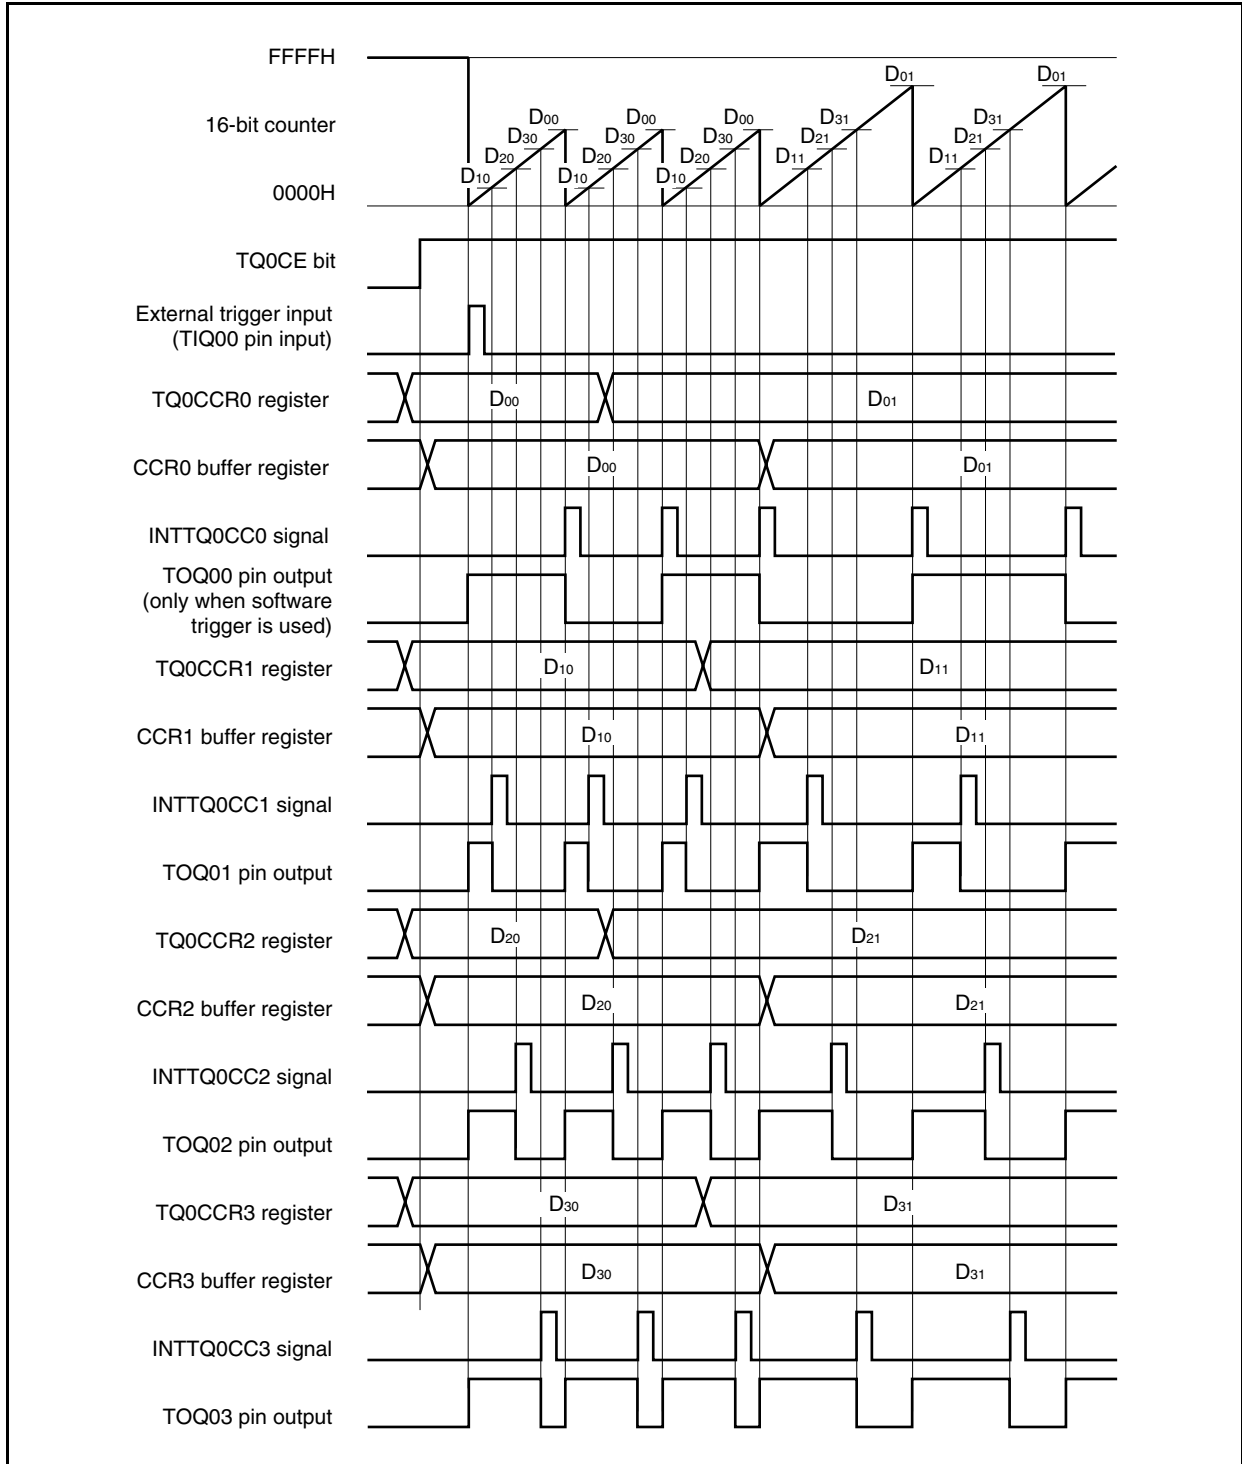 FFFFH
D01 D01
16-bit counter
D00 D00 D00 D31 D31
D30 D30 D30 D21 D21
D20 D20 D20 D11 D11
D10 D10 D10
0000H
TQ0CE bit
External trigger input
(TIQ00 pin input)
TQ0CCR0 register D00 D01
CCR0 buffer register D00 D01
INTTQ0CC0 signal
TOQ00 pin output
(only when software
trigger is used)
TQ0CCR1 register D10 D11
CCR1 buffer register D10 D11
INTTQ0CC1 signal
TOQ01 pin output
TQ0CCR2 register D20 D21
CCR2 buffer register D20 D21
INTTQ0CC2 signal
TOQ02 pin output
TQ0CCR3 register D30 D31
CCR3 buffer register D30 D31
INTTQ0CC3 signal
TOQ03 pin output